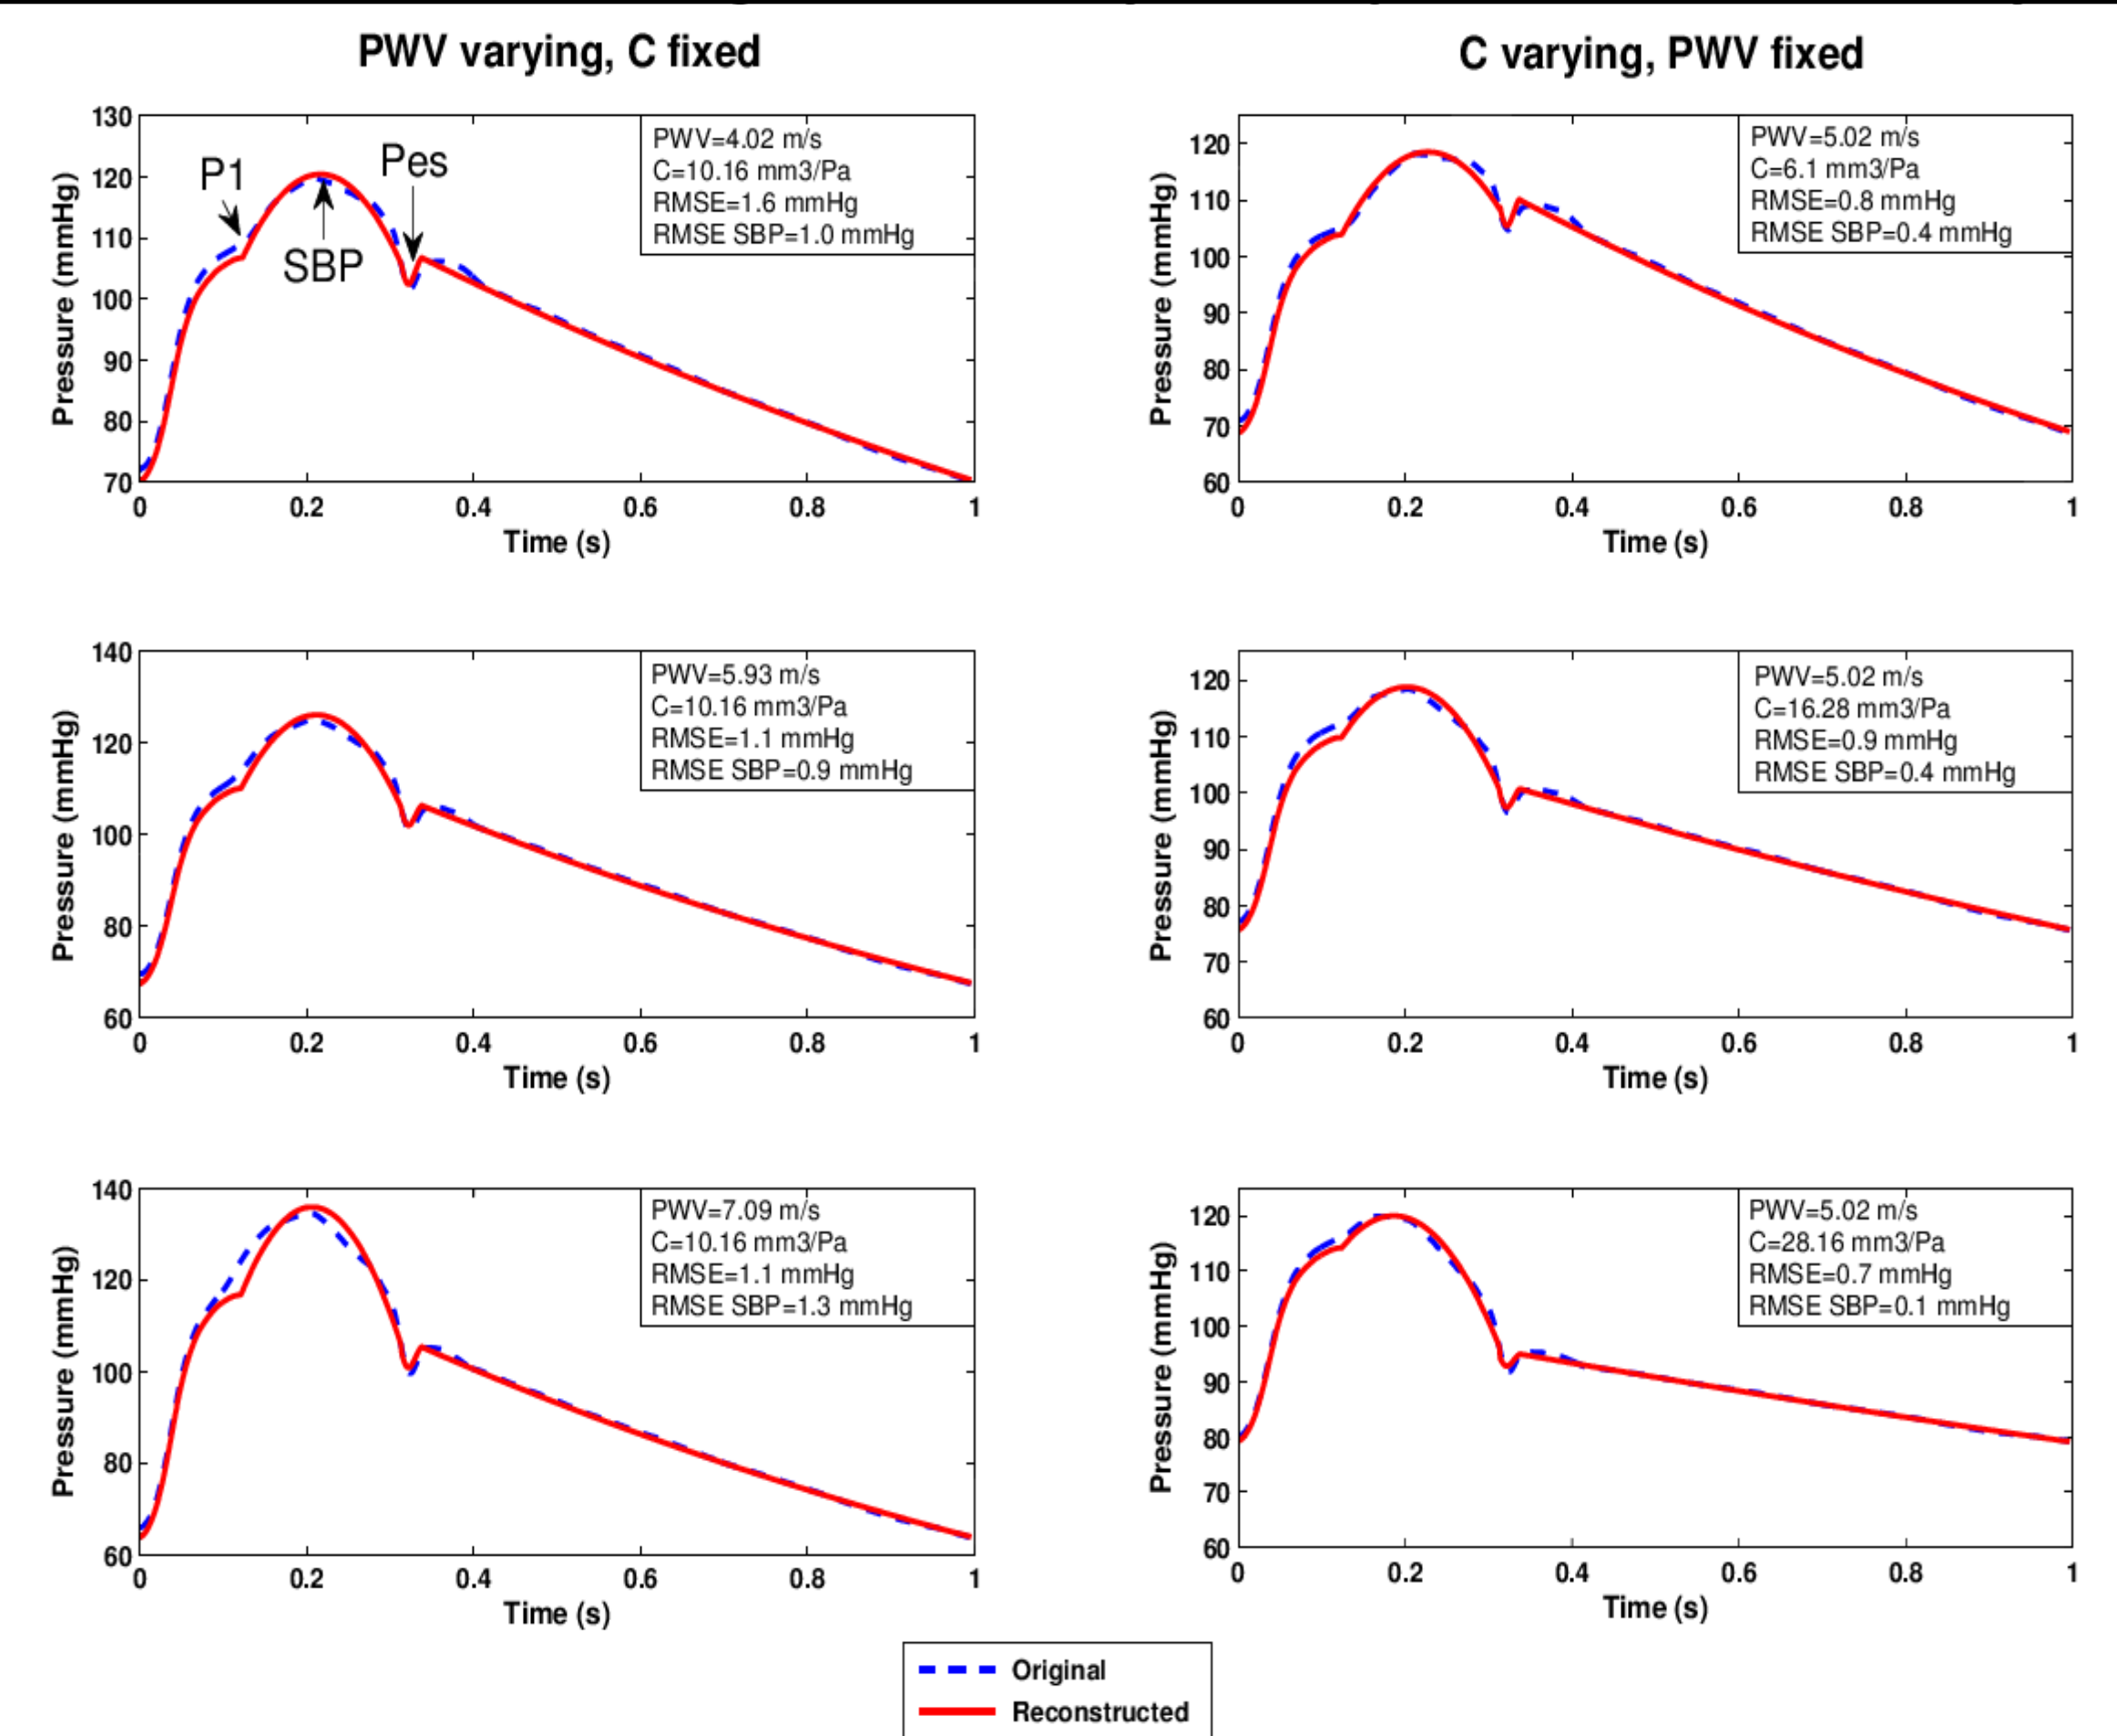 PWV varying, C fixed
C varying, PWV fixed
130
120
110
100
90
80
70
Pressure (mmHg)
P1
SBP
Pes
PWV=4.02 m/s
C=10.16 mm3/Pa
RMSE=1.6 mmHg
RMSE SBP=1.0 mmHg
0 0.2 0.4 0.6 0.8 1
Time (s)
120
110
100
90
80
70
60
Pressure (mmHg)
PWV=5.02 m/s
C=6.1 mm3/Pa
RMSE=0.8 mmHg
RMSE SBP=0.4 mmHg
0 0.2 0.4 0.6 0.8 1
Time (s)
140
120
100
80
60
Pressure (mmHg)
PWV=5.93 m/s
C=10.16 mm3/Pa
RMSE=1.1 mmHg
RMSE SBP=0.9 mmHg
0 0.2 0.4 0.6 0.8 1
Time (s)
120
110
100
90
80
70
60
Pressure (mmHg)
PWV=5.02 m/s
C=16.28 mm3/Pa
RMSE=0.9 mmHg
RMSE SBP=0.4 mmHg
0 0.2 0.4 0.6 0.8 1
Time (s)
140
120
100
80
60
Pressure (mmHg)
PWV=7.09 m/s
C=10.16 mm3/Pa
RMSE=1.1 mmHg
RMSE SBP=1.3 mmHg
0 0.2 0.4 0.6 0.8 1
Time (s)
120
110
100
90
80
70
60
Pressure (mmHg)
PWV=5.02 m/s
C=28.16 mm3/Pa
RMSE=0.7 mmHg
RMSE SBP=0.1 mmHg
0 0.2 0.4 0.6 0.8 1
Time (s)
Original
Reconstructed